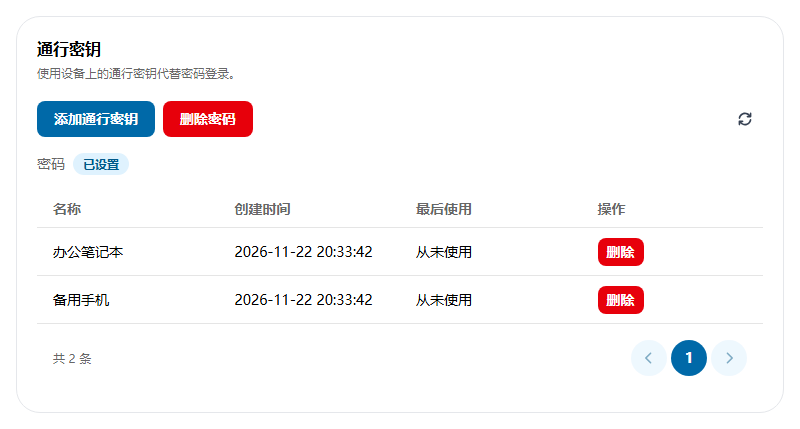 通行密钥
使用设备上的通行密钥代替密码登录。
添加通行密钥 删除密码
密码 已设置
名称 创建时间 最后使用 操作
办公笔记本 2026-11-22 20:33:42 从未使用 删除
备用手机 2026-11-22 20:33:42 从未使用 删除
共 2 条 1